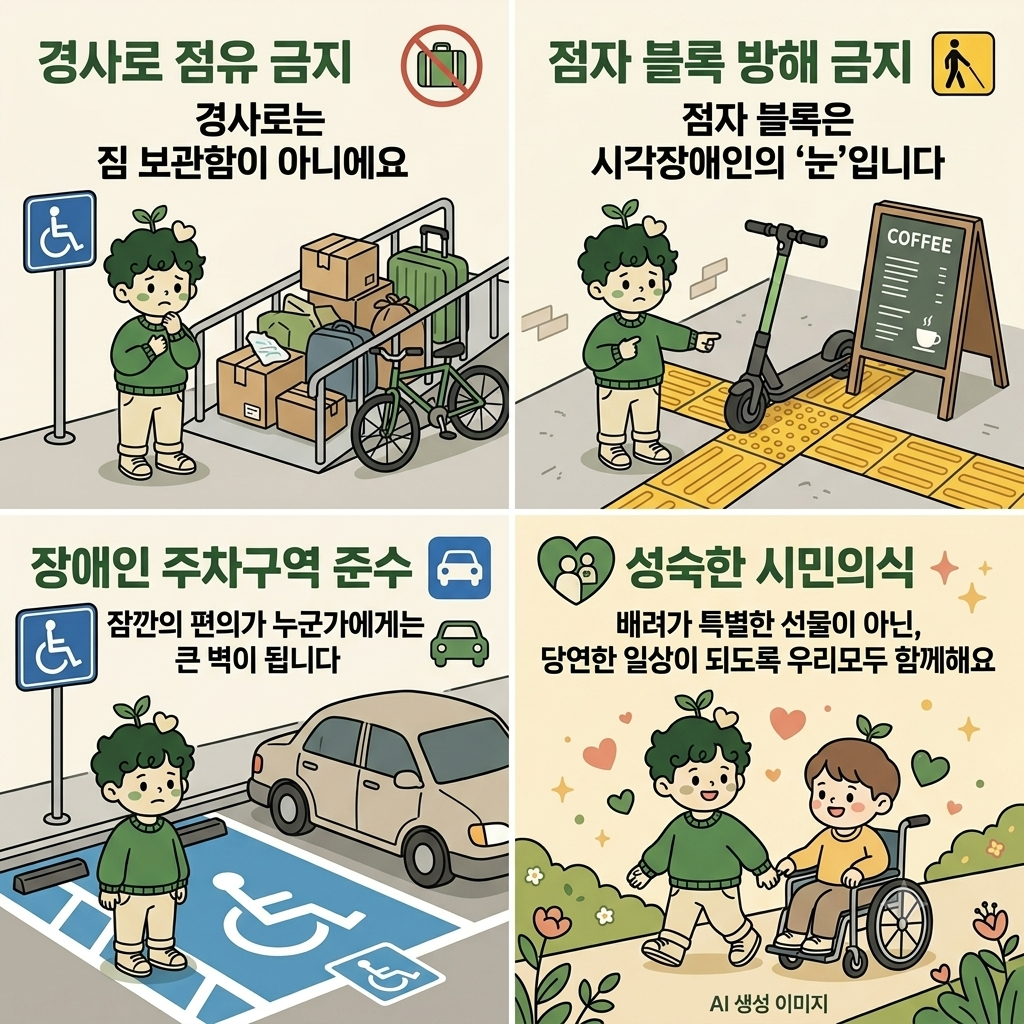 경사로 점유 금지
경사로는
짐 보관함이 아니에요
점자 블록 방해 금지
점자 블록은
시각장애인의 ‘눈’입니다
COFFEE
장애인 주차구역 준수
잠깐의 편의가 누군가에게는
큰 벽이 됩니다
성숙한 시민의식
배려가 특별한 선물이 아닌,
당연한 일상이 되도록 우리모두 함께해요
AI 생성 이미지